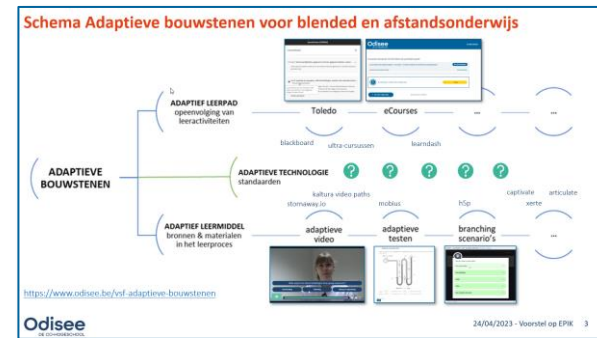 Schema Adaptieve bouwstenen voor blended en afstandsonderwijs
Odisee
ADAPTIEF LEERPAD
opeenvolging van
leeractiviteiten
Toledo
eCourses
...
...
blackboard
ultra-cursussen
learndash
ADAPTIEVE
BOUWSTENEN
ADAPTIEVE TECHNOLOGIE
standaarden
? ? ? ? ?
kaltura video paths
captivate
articulate
stornaway.io
mobius
h5p
xerte
ADAPTIEF LEERMIDDEL
bronnen & materialen
in het leerproces
adaptieve
video
adaptieve
testen
branching
scenario's
...
https://www.odisee.be/vsf-adaptieve-bouwstenen
Odisee
DE CO-HOGESCHOOL
24/04/2023 - Voorstel op EPIK 3